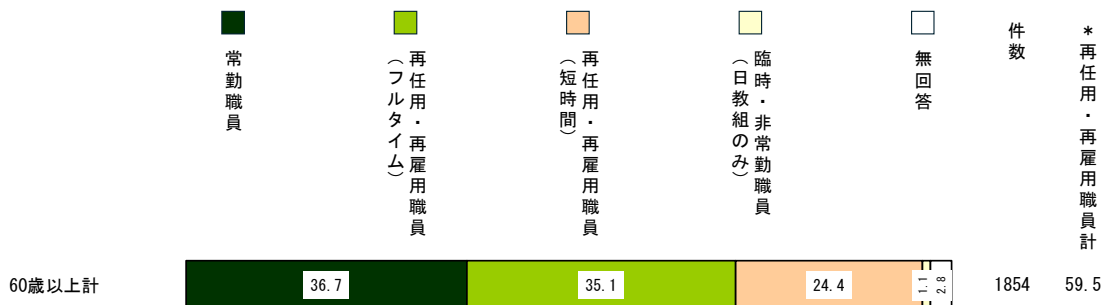 常勤職員
再任用・再雇用職員
（フルタイム）
再任用・再雇用職員
（短時間）
臨時・非常勤職員
（日教組のみ）
無回答
件数
＊再任用・再雇用職員計
60歳以上計
36.7
35.1
24.4
1.1
2.8
1854
59.5